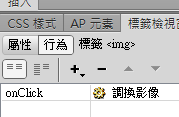 插入
CSS 樣式 AP 元素 標籤檢視
屬性 行為 標籤 <img>
onClick 調換影像